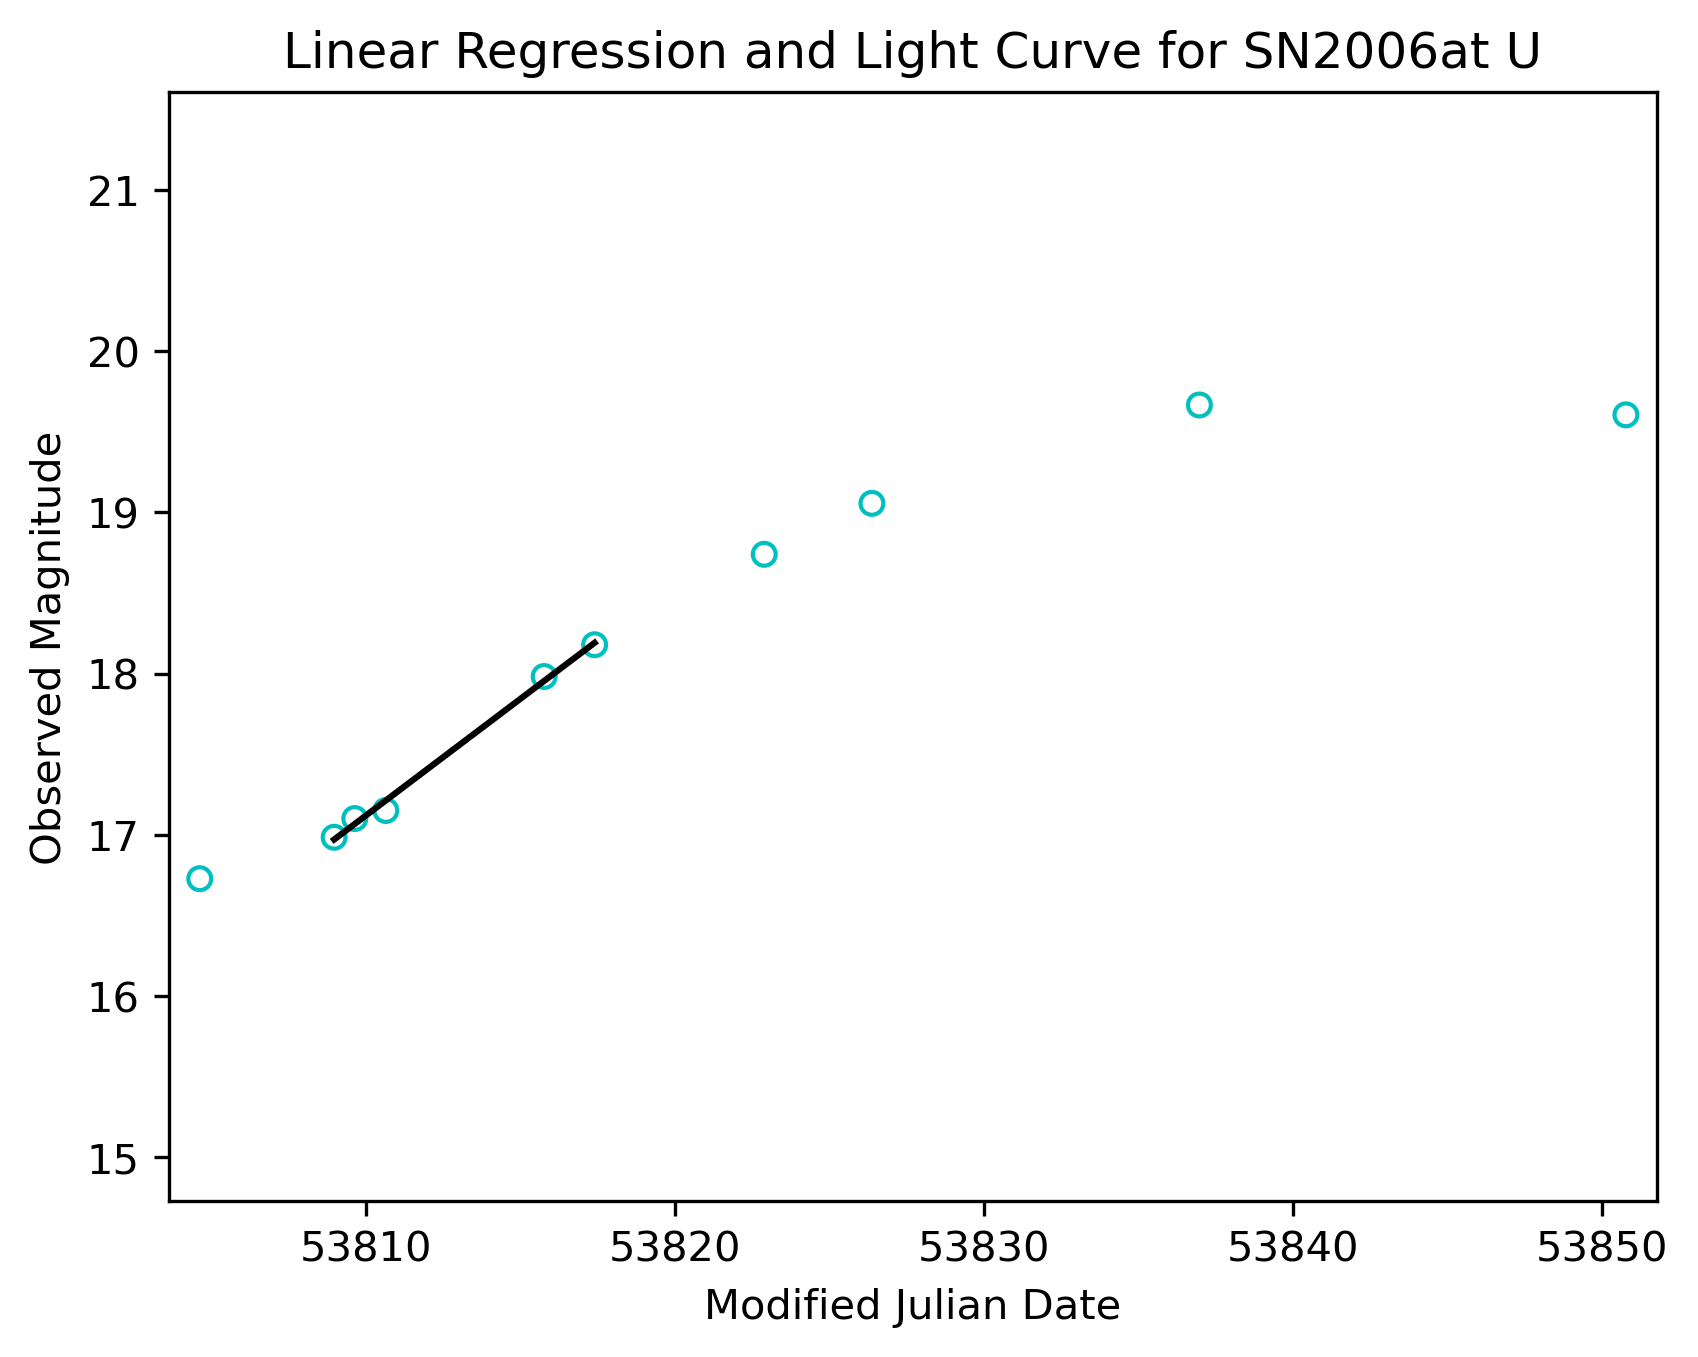 Linear Regression and Light Curve for SN2006at U
Observed Magnitude
21
20
19
18
17
16
15
53810 53820 53830 53840 53850
Modified Julian Date